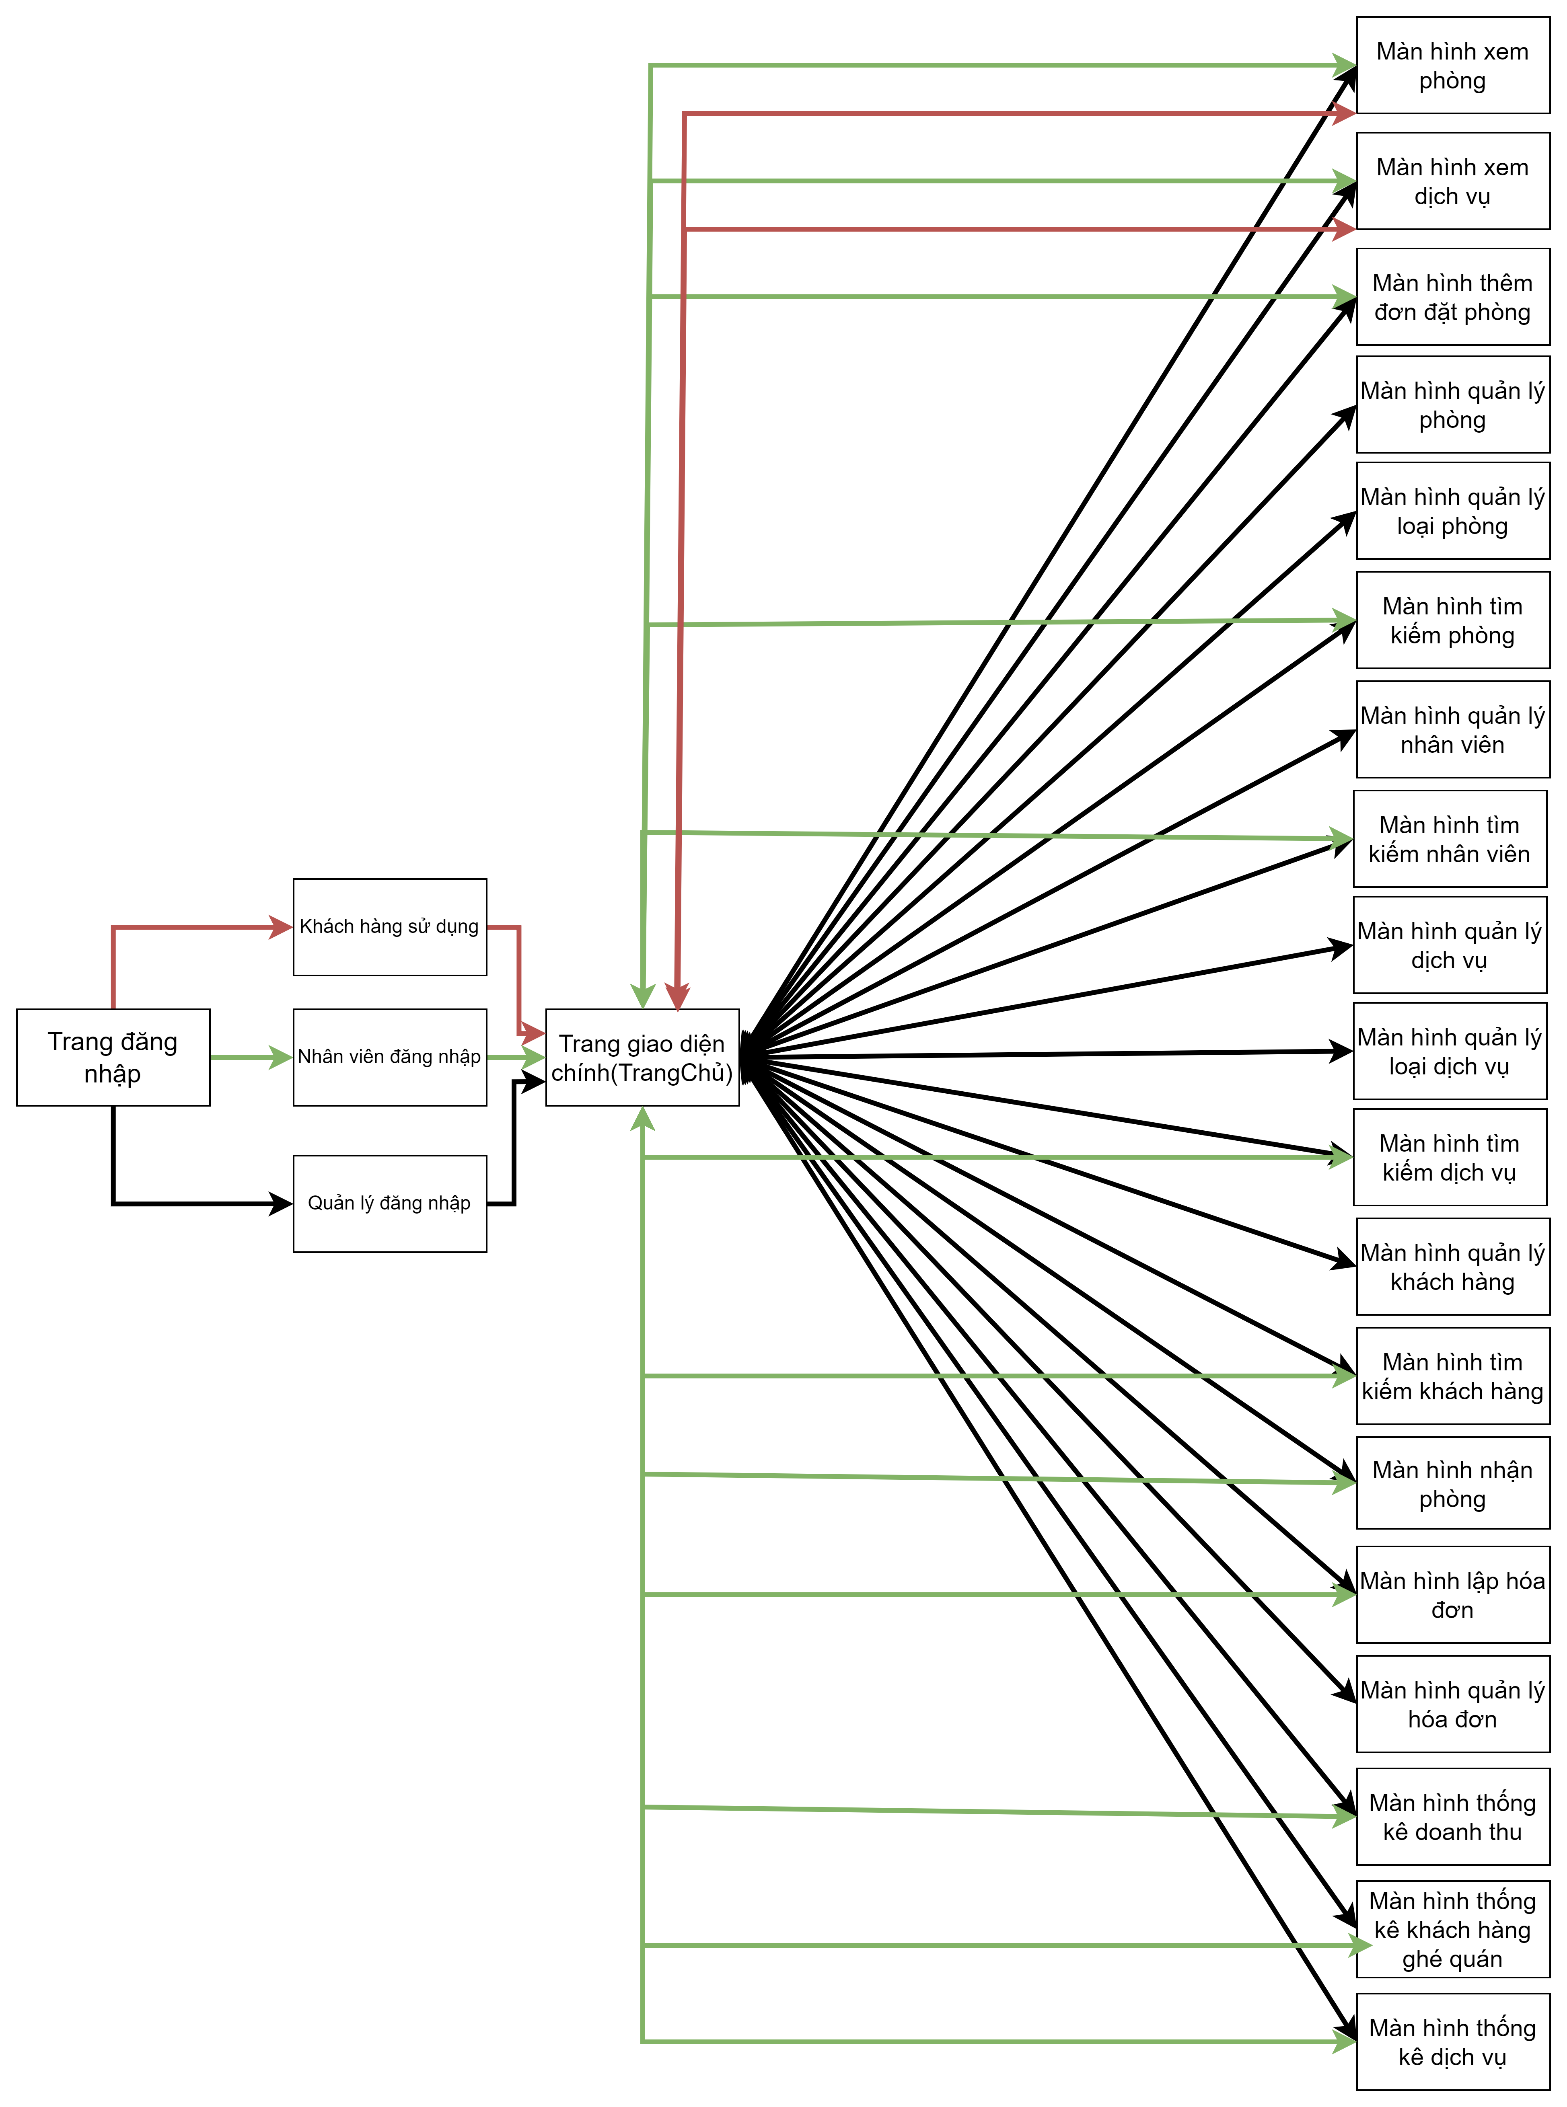 Màn hình xem
phòng
Màn hình xem
dịch vụ
Màn hình thêm
đơn đặt phòng
Màn hình quản lý
phòng
Màn hình quản lý
loại phòng
Màn hình tìm
kiếm phòng
Màn hình quản lý
nhân viên
Màn hình tìm
kiếm nhân viên
Khách hàng sử dụng
Màn hình quản lý
dịch vụ
Trang đăng
nhập
Nhân viên đăng nhập
Trang giao diện
chính(TrangChủ)
Màn hình quản lý
loại dịch vụ
Màn hình tìm
kiếm dịch vụ
Quản lý đăng nhập
Màn hình quản lý
khách hàng
Màn hình tìm
kiếm khách hàng
Màn hình nhận
phòng
Màn hình lập hóa
đơn
Màn hình quản lý
hóa đơn
Màn hình thống
kê doanh thu
Màn hình thống
kê khách hàng
ghé quán
Màn hình thống
kê dịch vụ